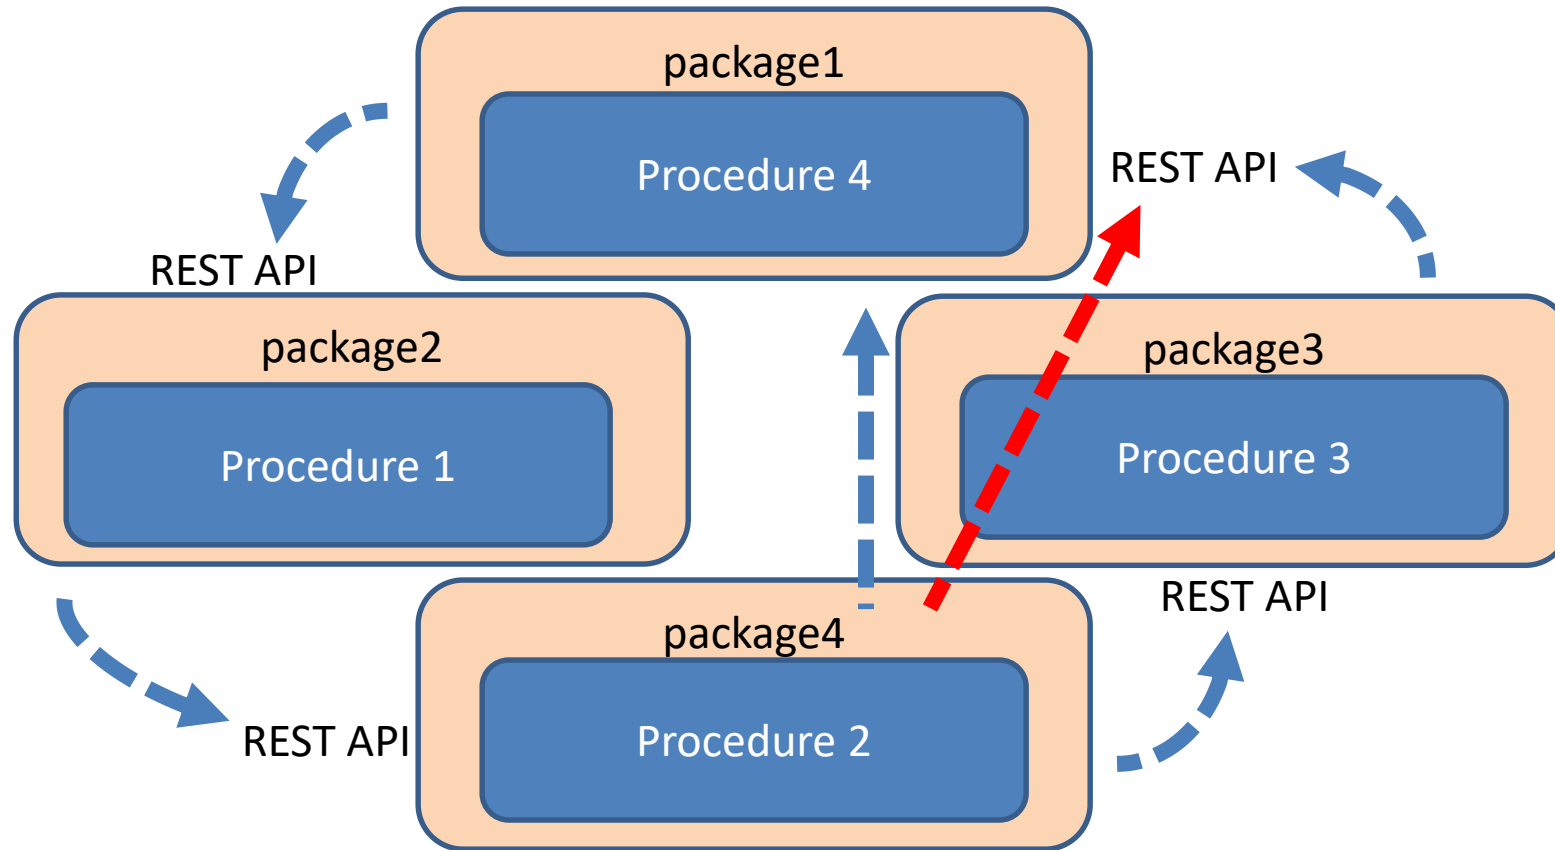 package1
Procedure 4
REST API
REST API
package2
Procedure 1
package3
Procedure 3
REST API
package4
Procedure 2
REST API